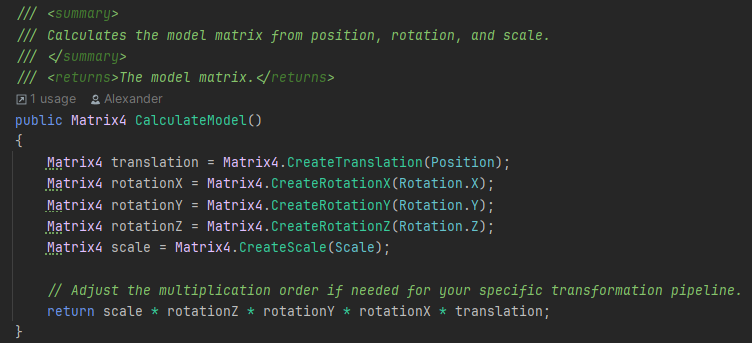 /// <summary>
/// Calculates the model matrix from position, rotation, and scale.
/// </summary>
/// <returns>The model matrix.</returns>
1 usage Alexander
public Matrix4 CalculateModel()
{
    Matrix4 translation = Matrix4.CreateTranslation(Position);
    Matrix4 rotationX = Matrix4.CreateRotationX(Rotation.X);
    Matrix4 rotationY = Matrix4.CreateRotationY(Rotation.Y);
    Matrix4 rotationZ = Matrix4.CreateRotationZ(Rotation.Z);
    Matrix4 scale = Matrix4.CreateScale(Scale);

    // Adjust the multiplication order if needed for your specific transformation pipeline.
    return scale * rotationZ * rotationY * rotationX * translation;
}